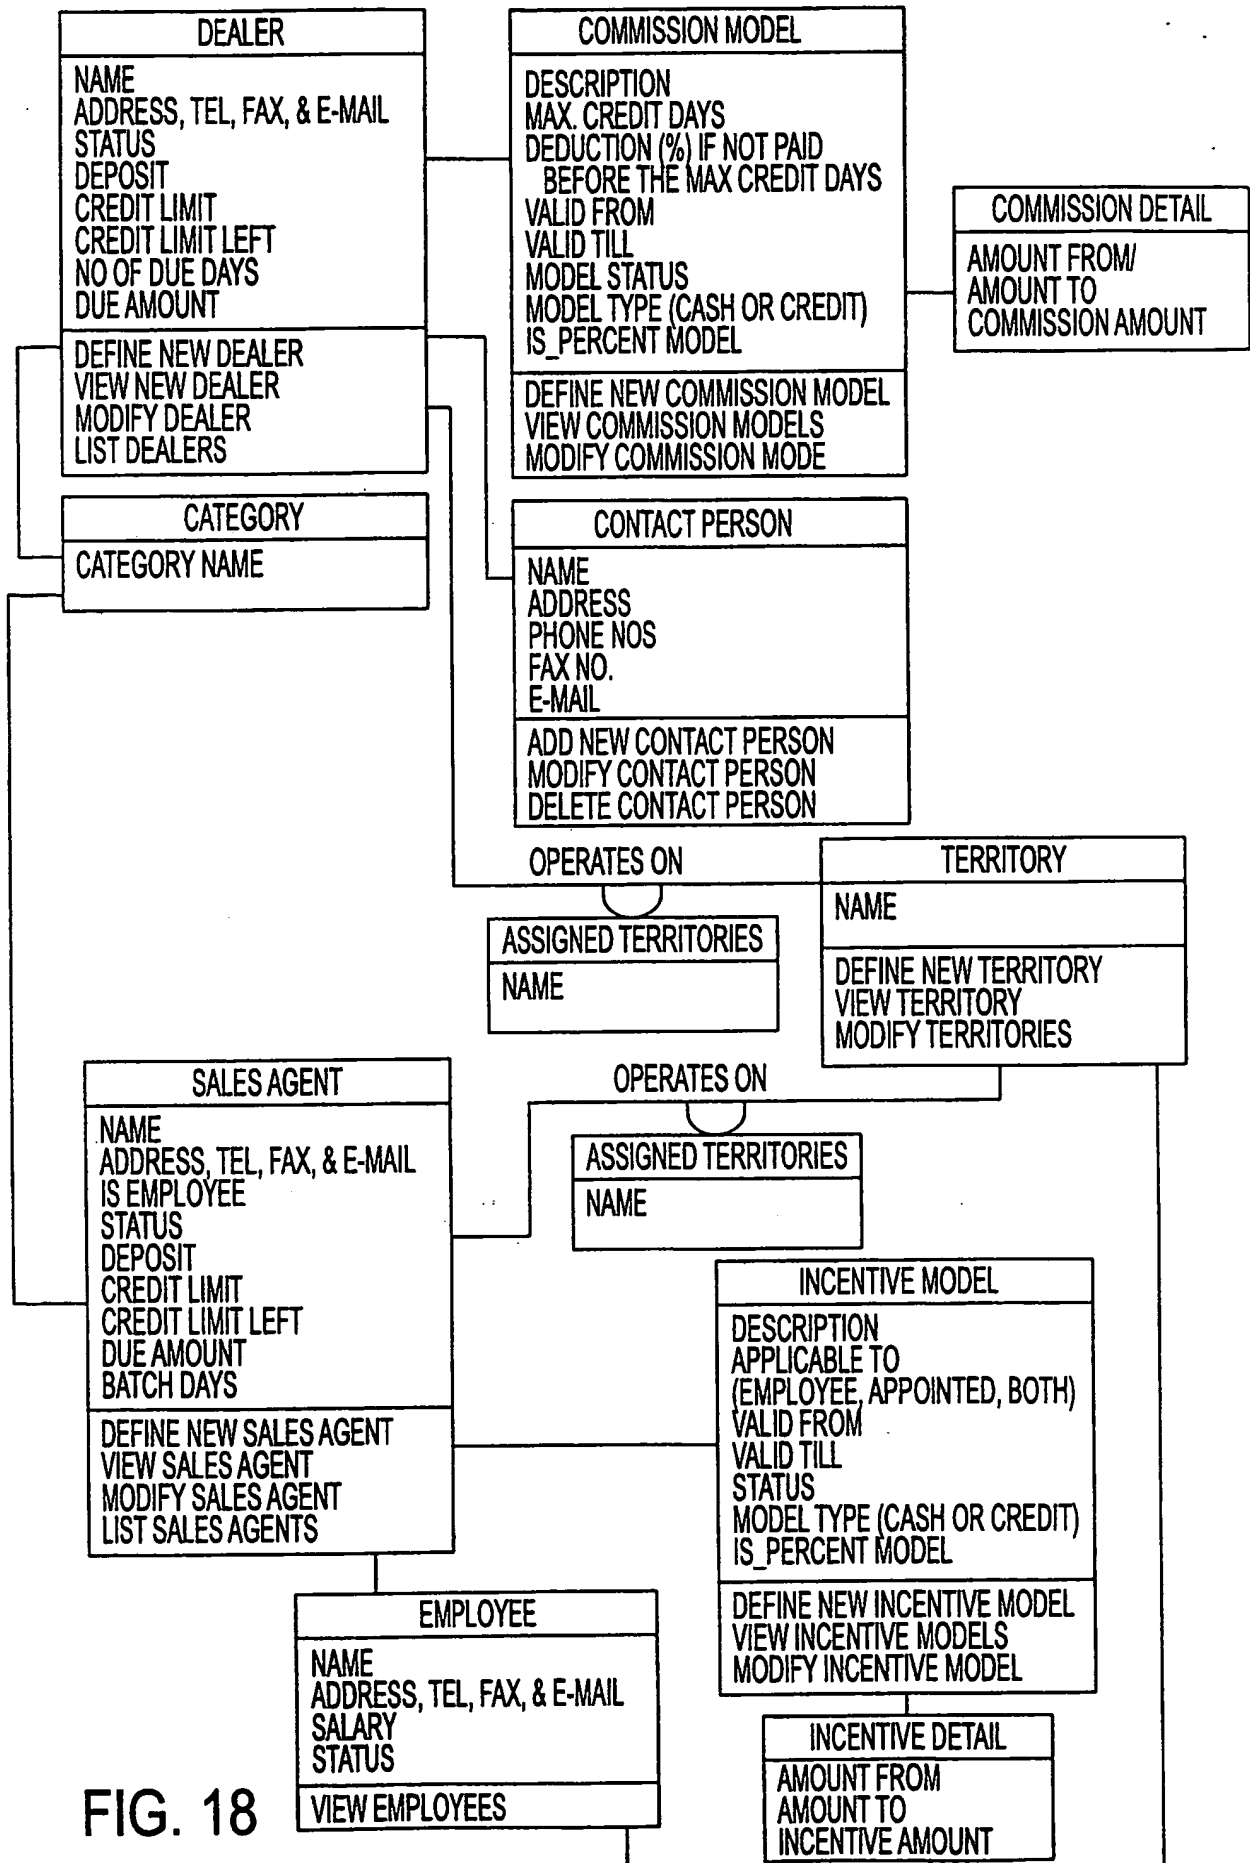 DEALER
NAME
ADDRESS, TEL, FAX, & E-MAIL
STATUS
DEPOSIT
CREDIT LIMIT
CREDIT LIMIT LEFT
NO OF DUE DAYS
DUE AMOUNT
DEFINE NEW DEALER
VIEW NEW DEALER
MODIFY DEALER
LIST DEALERS
COMMISSION MODEL
DESCRIPTION
MAX. CREDIT DAYS
DEDUCTION (%) IF NOT PAID
BEFORE THE MAX CREDIT DAYS
VALID FROM
VALID TILL
MODEL STATUS
MODEL TYPE (CASH OR CREDIT)
IS_PERCENT MODEL
DEFINE NEW COMMISSION MODEL
VIEW COMMISSION MODELS
MODIFY COMMISSION MODE
COMMISSION DETAIL
AMOUNT FROM/
AMOUNT TO
COMMISSION AMOUNT
CATEGORY
CATEGORY NAME
CONTACT PERSON
NAME
ADDRESS
PHONE NOS
FAX NO.
E-MAIL
ADD NEW CONTACT PERSON
MODIFY CONTACT PERSON
DELETE CONTACT PERSON
OPERATES ON
ASSIGNED TERRITORIES
NAME
TERRITORY
NAME
DEFINE NEW TERRITORY
VIEW TERRITORY
MODIFY TERRITORIES
SALES AGENT
NAME
ADDRESS, TEL, FAX, & E-MAIL
IS EMPLOYEE
STATUS
DEPOSIT
CREDIT LIMIT
CREDIT LIMIT LEFT
DUE AMOUNT
BATCH DAYS
DEFINE NEW SALES AGENT
VIEW SALES AGENT
MODIFY SALES AGENT
LIST SALES AGENTS
OPERATES ON
ASSIGNED TERRITORIES
NAME
INCENTIVE MODEL
DESCRIPTION
APPLICABLE TO
(EMPLOYEE, APPOINTED, BOTH)
VALID FROM
VALID TILL
STATUS
MODEL TYPE (CASH OR CREDIT)
IS_PERCENT MODEL
DEFINE NEW INCENTIVE MODEL
VIEW INCENTIVE MODELS
MODIFY INCENTIVE MODEL
EMPLOYEE
NAME
ADDRESS, TEL, FAX, & E-MAIL
SALARY
STATUS
VIEW EMPLOYEES
INCENTIVE DETAIL
AMOUNT FROM
AMOUNT TO
INCENTIVE AMOUNT
FIG. 18